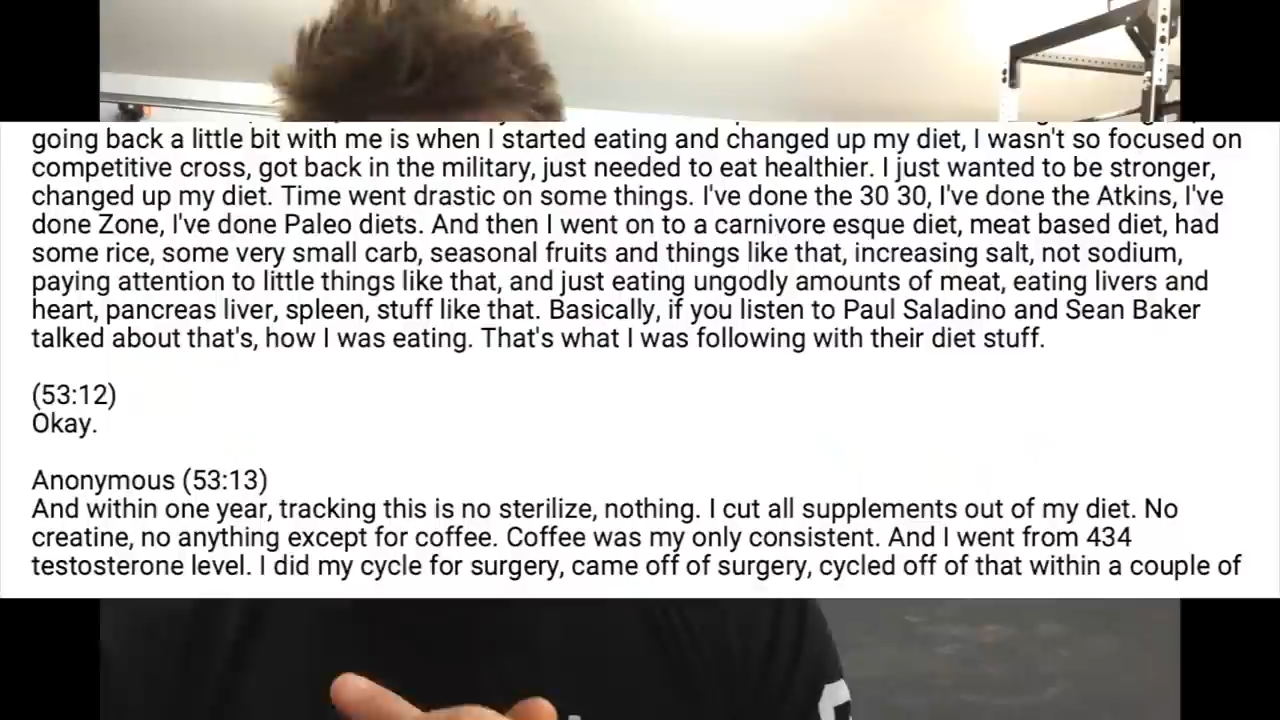 going back a little bit with me is when I started eating and changed up my diet, I wasn't so focused on
competitive cross, got back in the military, just needed to eat healthier. I just wanted to be stronger,
changed up my diet. Time went drastic on some things. I've done the 30 30, I've done the Atkins, I've
done Zone, I've done Paleo diets. And then I went on to a carnivore esque diet, meat based diet, had
some rice, some very small carb, seasonal fruits and things like that, increasing salt, not sodium,
paying attention to little things like that, and just eating ungodly amounts of meat, eating livers and
heart, pancreas liver, spleen, stuff like that. Basically, if you listen to Paul Saladino and Sean Baker
talked about that's, how I was eating. That's what I was following with their diet stuff.
(53:12)
Okay.
Anonymous (53:13)
And within one year, tracking this is no sterilize, nothing. I cut all supplements out of my diet. No
creatine, no anything except for coffee. Coffee was my only consistent. And I went from 434
testosterone level. I did my cycle for surgery, came off of surgery, cycled off of that within a couple of